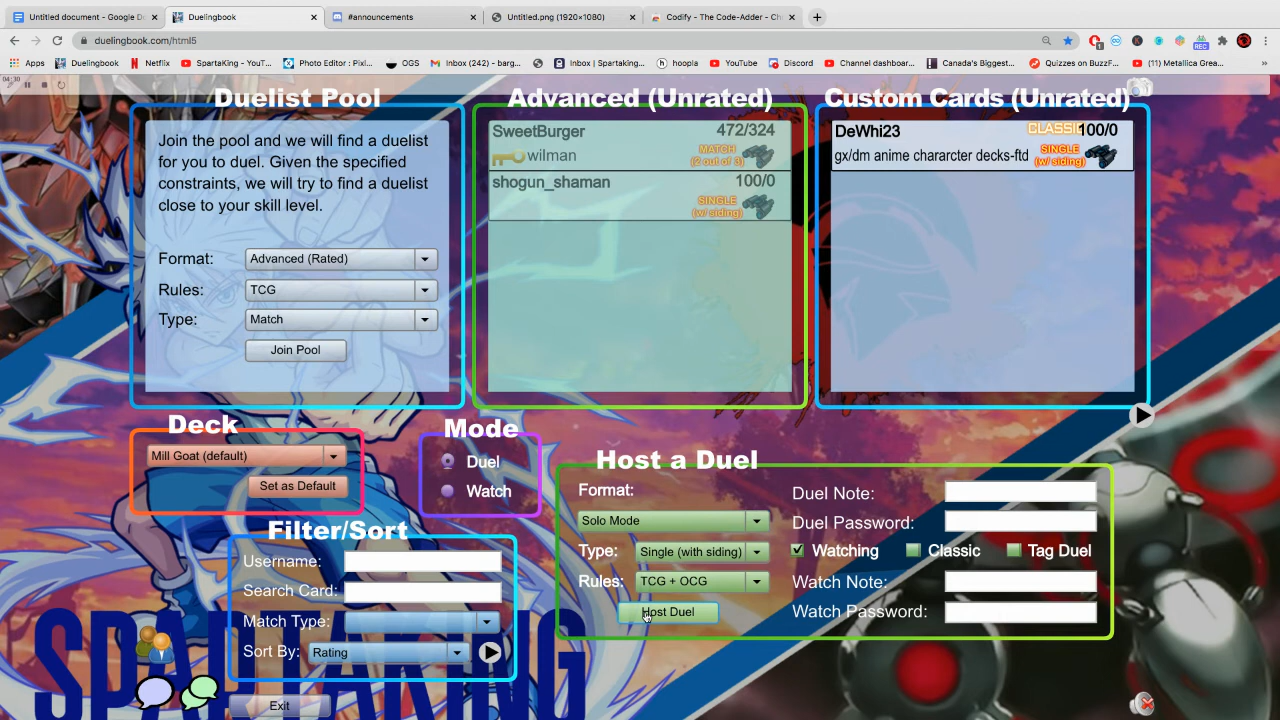 Untitled document - Google D
Duelingbook
#announcements
Untitled.png (1920×1080)
Codify - The Code-Adder - Ch
duelingbook.com/html5
1
REC
Apps
Duelingbook
Netflix
SpartaKing - YouT...
Photo Editor : Pixl...
OGS
Inbox (242) - barg...
Inbox | Spartaking...
hoopla
YouTube
Discord
Channel dashboar...
Canada's Biggest...
Quizzes on BuzzF...
(11) Metallica Grea...
»
04:30
Duelist Pool
Join the pool and we will find a duelist
for you to duel. Given the specified
constraints, we will try to find a duelist
close to your skill level.
Format:
Advanced (Rated)
Rules:
TCG
Type:
Match
Join Pool
Advanced (Unrated)
SweetBurger
472/324
wilman
MATCH
(2 out of 3)
shogun_shaman
100/0
SINGLE
(w/ siding)
Custom Cards (Unrated)
DeWhi23
CLASSIC
100/0
gx/dm anime chararcter decks-ftd
SINGLE
(w/ siding)
Deck
Mill Goat (default)
Set as Default
Mode
Duel
Watch
Host a Duel
Format:
Solo Mode
Type:
Single (with siding)
Rules:
TCG + OCG
Host Duel
Duel Note:
Duel Password:
Watching
Classic
Tag Duel
Watch Note:
Watch Password:
Filter/Sort
Username:
Search Card:
Match Type:
Sort By:
Rating
SPARTAKING
Exit